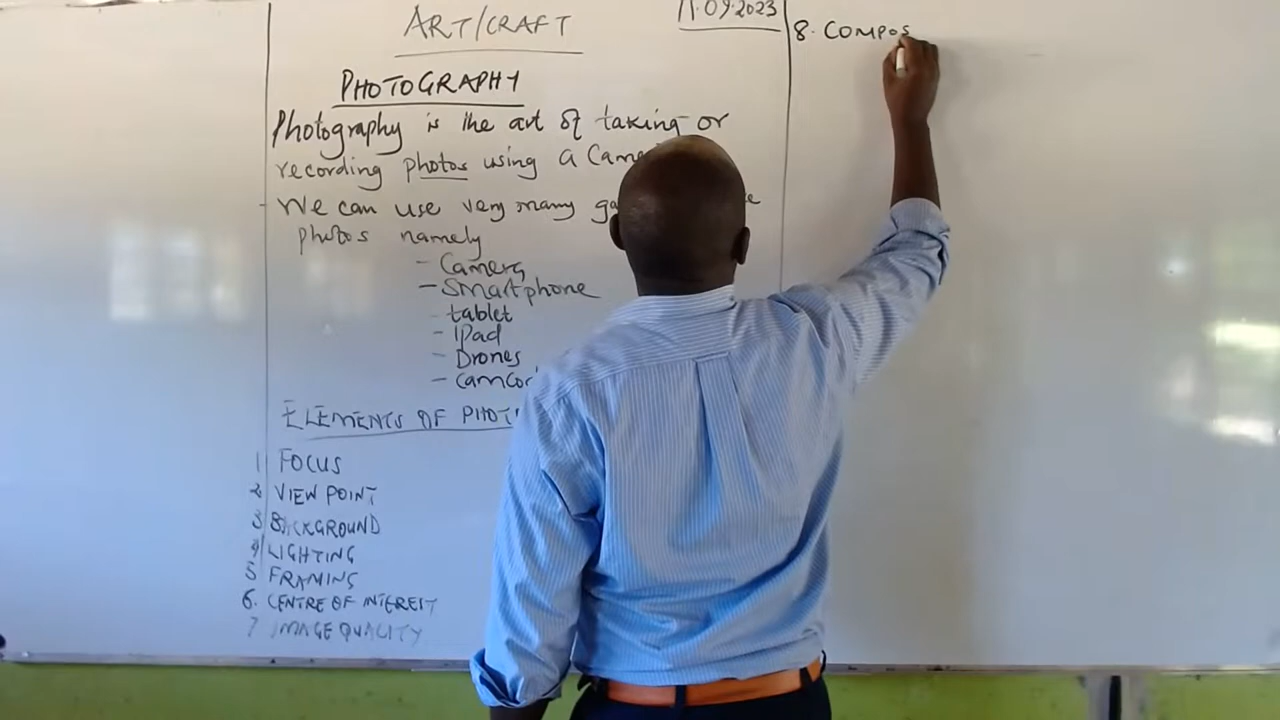 ART/CRAFT
11.09.2023
PHOTOGRAPHY
Photography is the art of taking or
recording photos using a Came
We can use very many ga
photos namely
- Camera
- Smartphone
- tablet
- IPad
- Drones
- camcor
ELEMENTS OF PHOT
1 FOCUS
2 VIEW POINT
3 BACKGROUND
4 LIGHTING
5 FRAMING
6. CENTRE OF INTEREST
7 IMAGE QUALITY
8. COMPOS